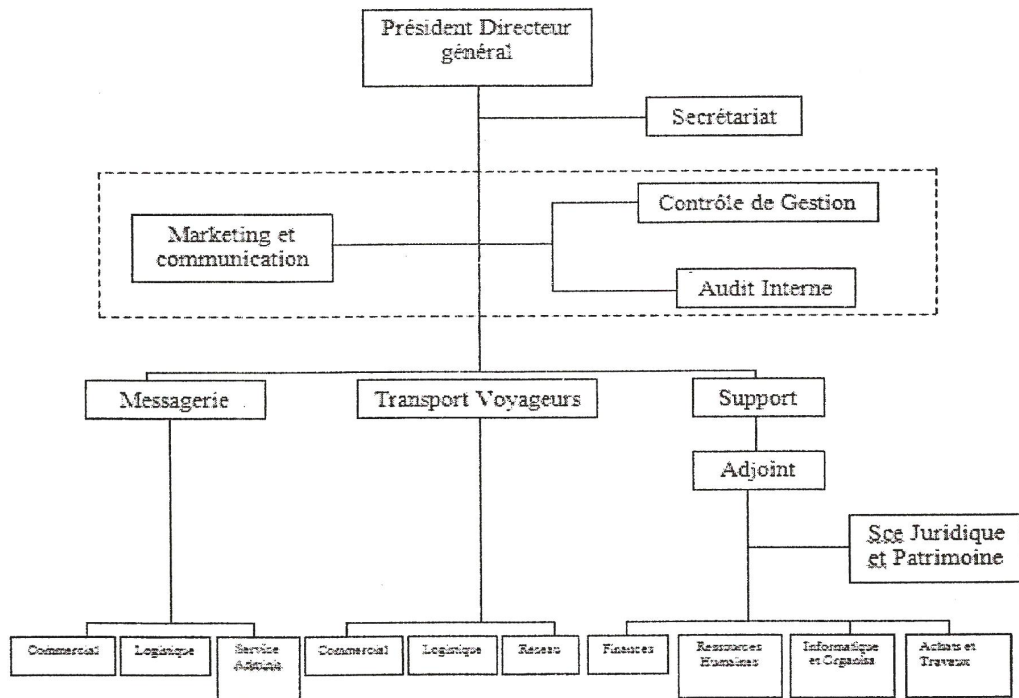 Président Directeur
général
Secrétariat
Contrôle de Gestion
Marketing et
communication
Audit Interne
Messagerie
Transport Voyageurs
Support
Adjoint
Sce Juridique
et Patrimoine
Commercial
Logistique
Service
Administ
Commercial
Logistique
Reseau
Finances
Ressources
Humaines
Informatique
et Organisa
Achats et
Travaux